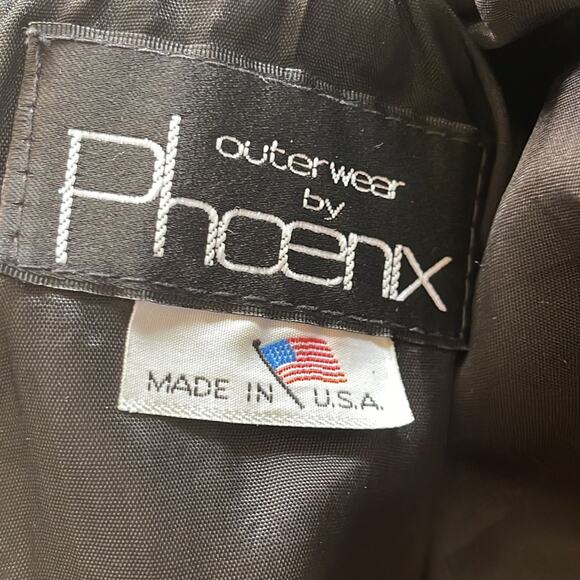 outerwear
by
Phoenix
MADE IN U.S.A.